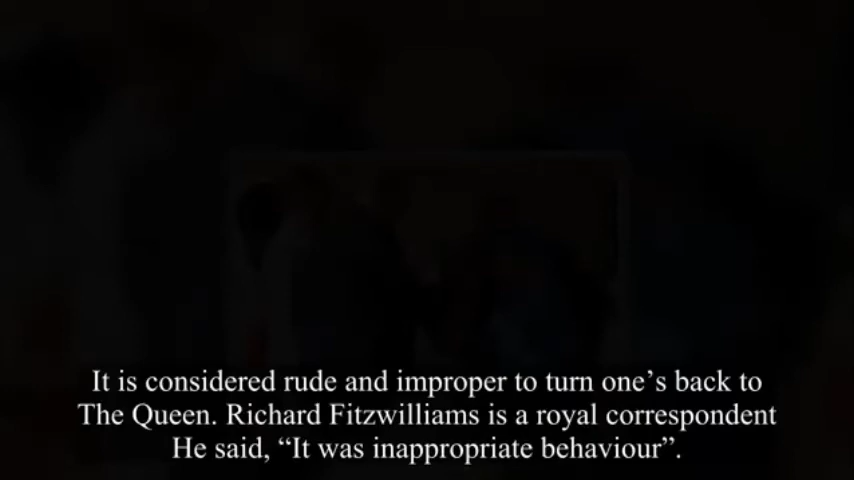 It is considered rude and improper to turn one’s back to
The Queen. Richard Fitzwilliams is a royal correspondent
He said, “It was inappropriate behaviour”.